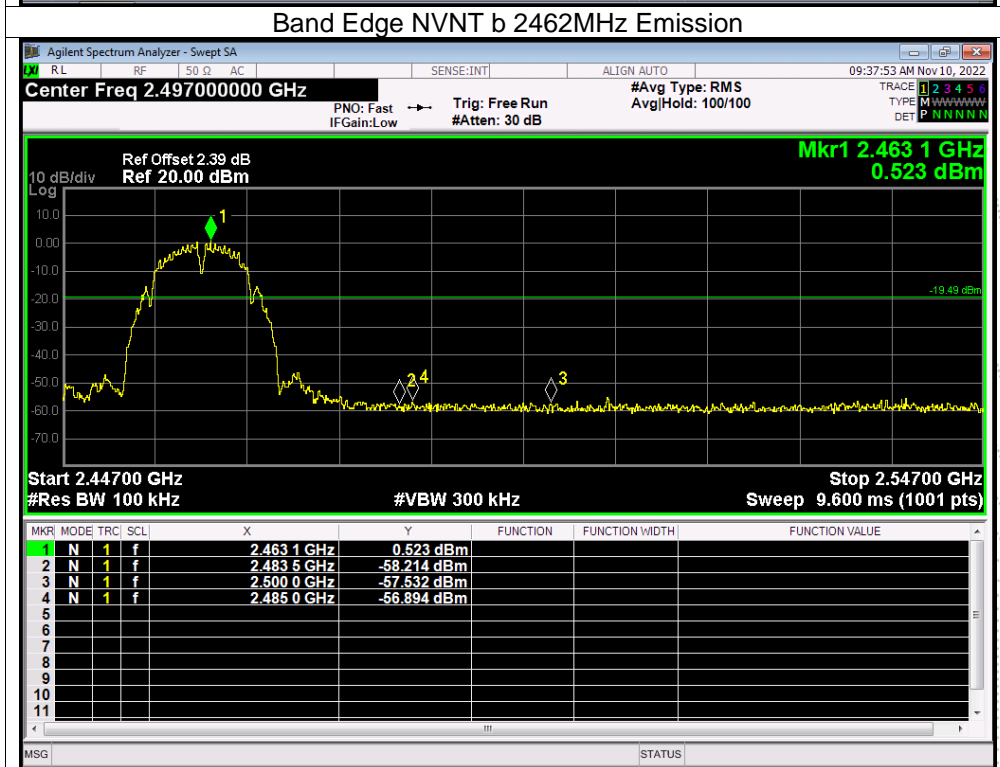 Band Edge NVNT b 2462MHz Emission
Agilent Spectrum Analyzer - Swept SA
LXI RL RF 50 Ω AC SENSE:INT ALIGN AUTO 09:37:53 AM Nov 10, 2022
Center Freq 2.497000000 GHz #Avg Type: RMS TRACE 1 2 3 4 5 6
PNO: Fast Trig: Free Run Avg|Hold: 100/100 TYPE M WWWWW
IFGain:Low #Atten: 30 dB DET P N N N N N
Mkr1 2.463 1 GHz
Ref Offset 2.39 dB
10 dB/div Ref 20.00 dBm 0.523 dBm
Log
10.0
1
0.00
-10.0
-20.0
-19.49 dBm
-30.0
-40.0
-50.0
2 4 3
-60.0
-70.0
Start 2.44700 GHz Stop 2.54700 GHz
#Res BW 100 kHz #VBW 300 kHz Sweep 9.600 ms (1001 pts)
MKR MODE TRC SCL X Y FUNCTION FUNCTION WIDTH FUNCTION VALUE
1 N 1 f 2.463 1 GHz 0.523 dBm
2 N 1 f 2.483 5 GHz -58.214 dBm
3 N 1 f 2.500 0 GHz -57.532 dBm
4 N 1 f 2.485 0 GHz -56.894 dBm
5
6
7
8
9
10
11
MSG STATUS